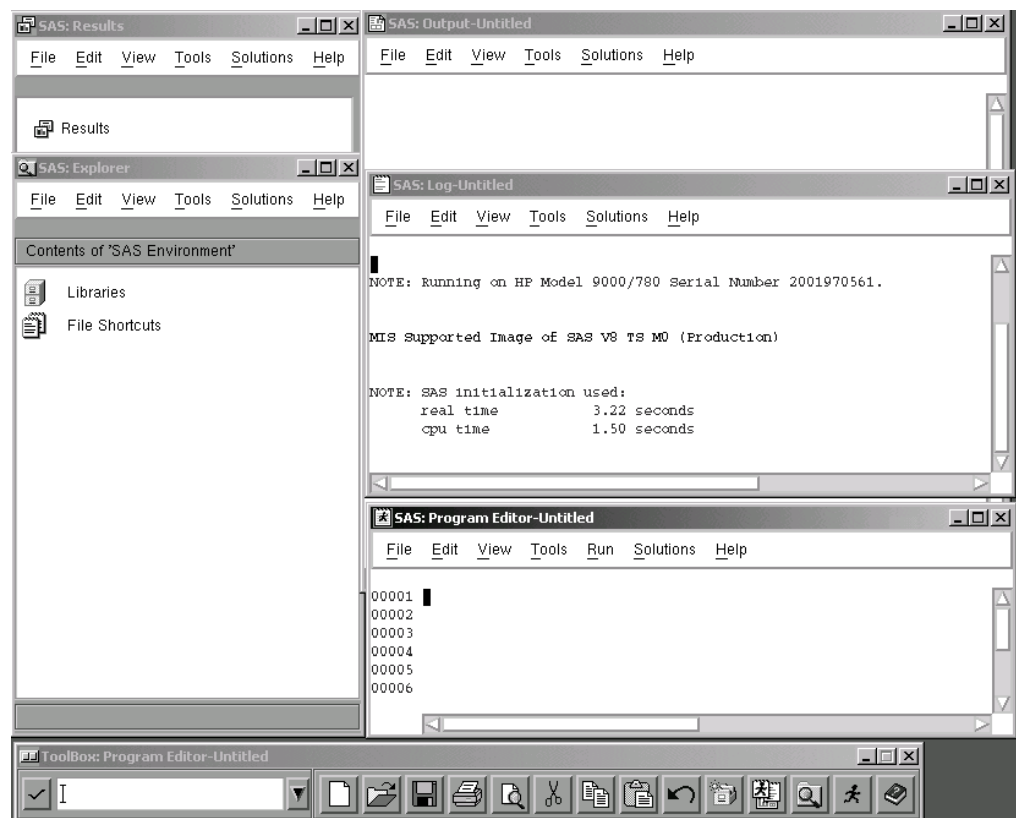 SAS: Results
File Edit View Tools Solutions Help
Results
SAS: Explorer
File Edit View Tools Solutions Help
Contents of 'SAS Environment'
Libraries
File Shortcuts
SAS: Output-Untitled
File Edit View Tools Solutions Help
SAS: Log-Untitled
File Edit View Tools Solutions Help
NOTE: Running on HP Model 9000/780 Serial Number 2001970561.
MIS Supported Image of SAS V8 TS M0 (Production)
NOTE: SAS initialization used:
real time 3.22 seconds
cpu time 1.50 seconds
SAS: Program Editor-Untitled
File Edit View Tools Run Solutions Help
00001
00002
00003
00004
00005
00006
ToolBox: Program Editor-Untitled